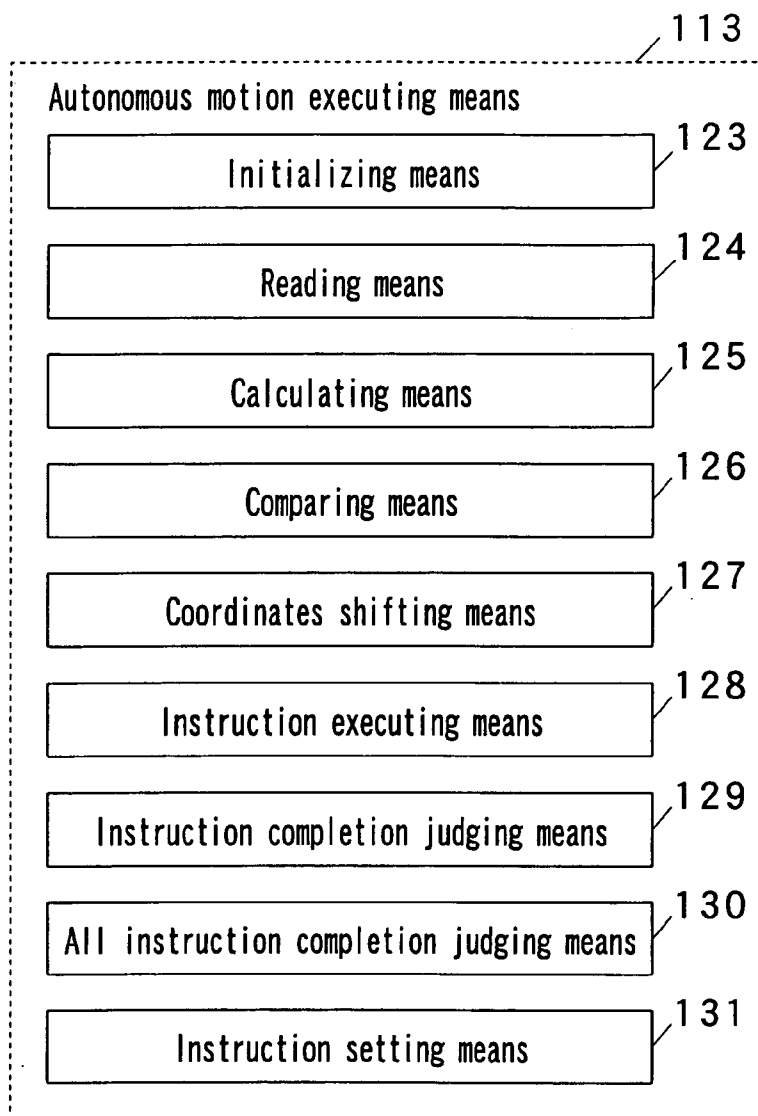 113
Autonomous motion executing means
123
Initializing means
124
Reading means
125
Calculating means
126
Comparing means
127
Coordinates shifting means
128
Instruction executing means
129
Instruction completion judging means
130
All instruction completion judging means
131
Instruction setting means